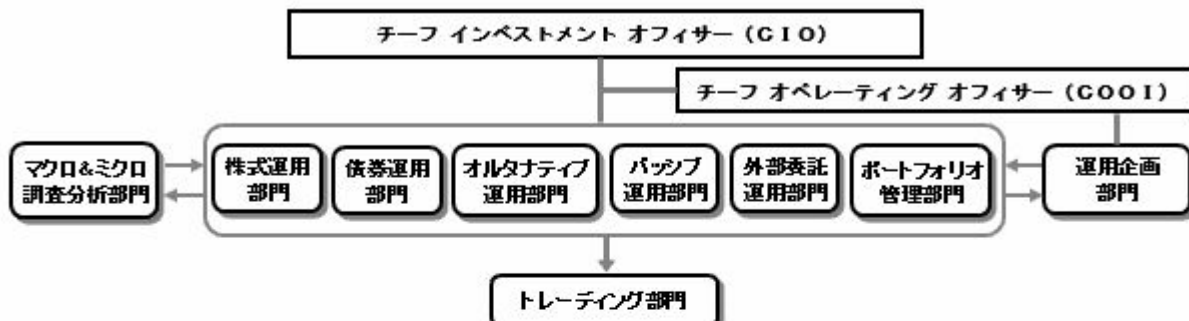 チーフ インベストメント オフィサー(CIO)
チーフ オペレーティング オフィサー(COOI)
マクロ&ミクロ
調査分析部門
株式運用
部門
債券運用
部門
オルタナティブ
運用部門
パッシブ
運用部門
外部委託
運用部門
ポートフォリオ
管理部門
運用企画
部門
トレーディング部門